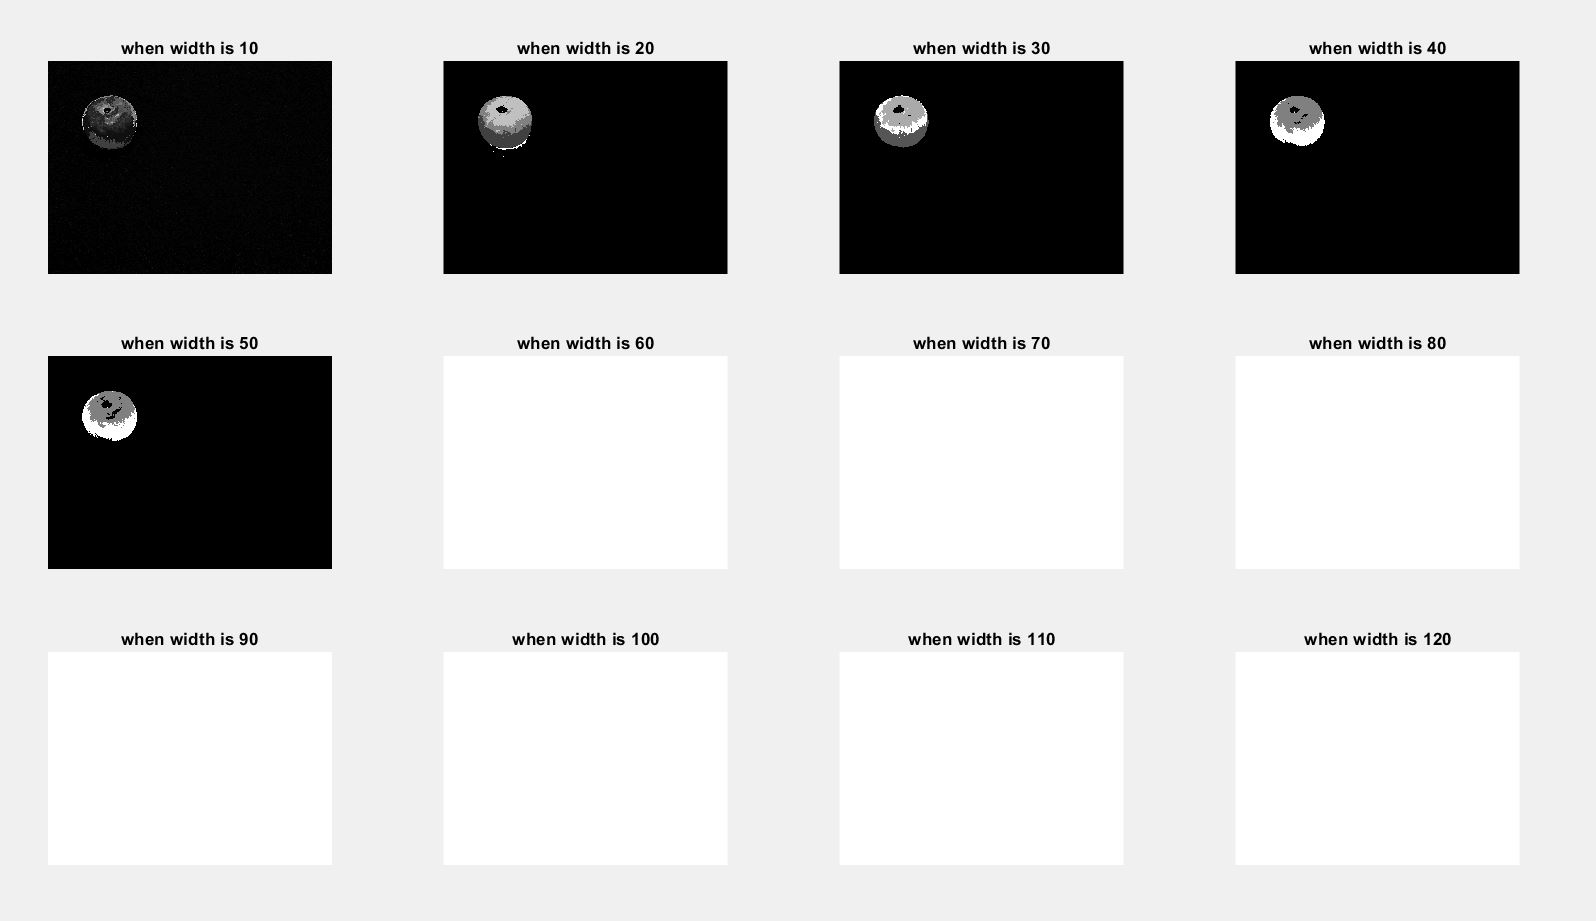 when width is 10
when width is 20
when width is 30
when width is 40
when width is 50
when width is 60
when width is 70
when width is 80
when width is 90
when width is 100
when width is 110
when width is 120